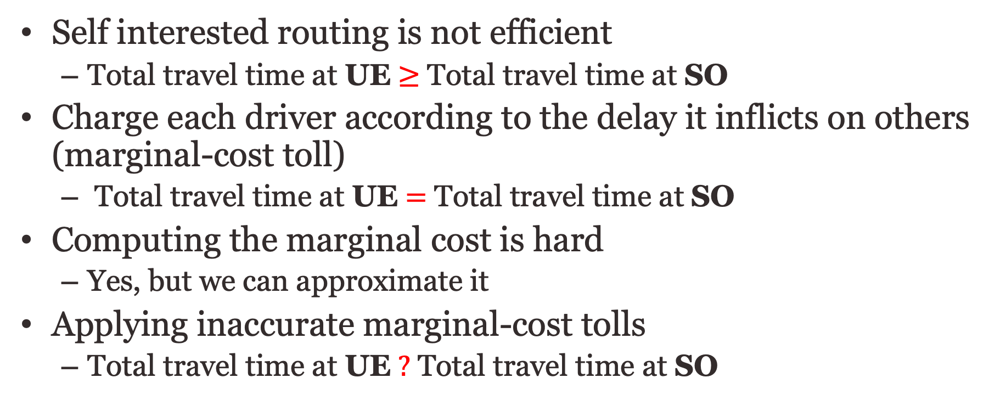 • Self interested routing is not efficient
– Total travel time at UE ≥ Total travel time at SO
• Charge each driver according to the delay it inflicts on others
(marginal-cost toll)
– Total travel time at UE = Total travel time at SO
• Computing the marginal cost is hard
– Yes, but we can approximate it
• Applying inaccurate marginal-cost tolls
– Total travel time at UE ? Total travel time at SO